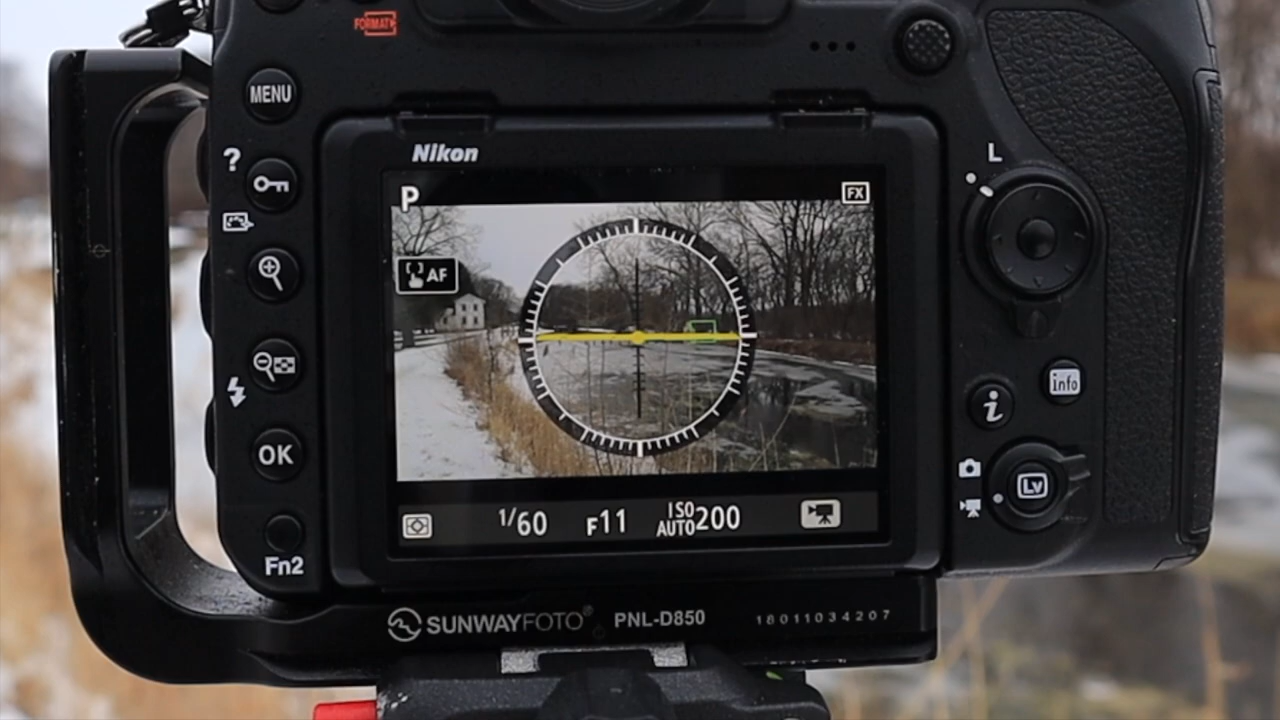 FORMAT
MENU
?
Nikon
L
P
FX
AF
info
i
OK
1/60 F11 ISO AUTO 200
Lv
Fn2
SUNWAYFOTO® PNL-D850 18011034207